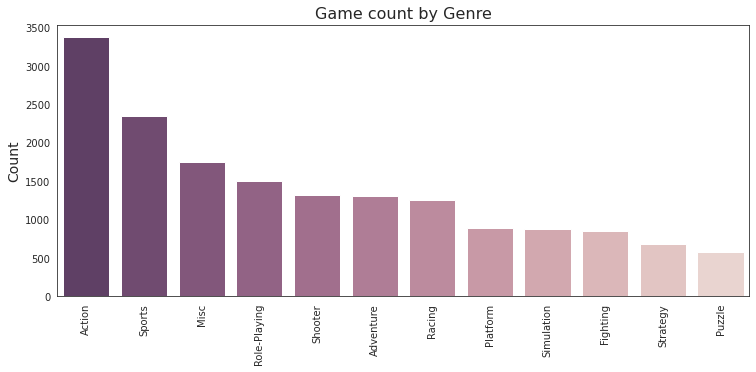 Game count by Genre
Count
3500
3000
2500
2000
1500
1000
500
0
Action
Sports
Misc
Role-Playing
Shooter
Adventure
Racing
Platform
Simulation
Fighting
Strategy
Puzzle